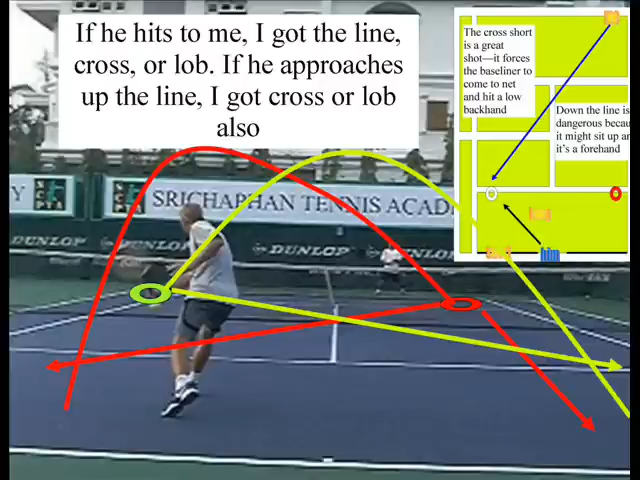 If he hits to me, I got the line,
cross, or lob. If he approaches
up the line, I got cross or lob
also
The cross short
is a great
shot—it forces
the baseliner to
come to net
and hit a low
backhand
Down the line is
dangerous becau
it might sit up an
it's a forehand
SRICHAPHAN TENNIS ACAD
DUNLOP
DUNLOP
DUNLOP